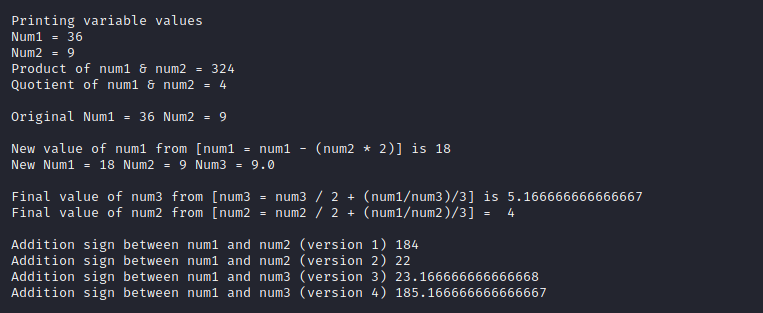 Printing variable values
Num1 = 36
Num2 = 9
Product of num1 & num2 = 324
Quotient of num1 & num2 = 4
Original Num1 = 36 Num2 = 9
New value of num1 from [num1 = num1 - (num2 * 2)] is 18
New Num1 = 18 Num2 = 9 Num3 = 9.0
Final value of num3 from [num3 = num3 / 2 + (num1/num3)/3] is 5.166666666666667
Final value of num2 from [num2 = num2 / 2 + (num1/num2)/3] =  4
Addition sign between num1 and num2 (version 1) 184
Addition sign between num1 and num2 (version 2) 22
Addition sign between num1 and num3 (version 3) 23.166666666666668
Addition sign between num1 and num3 (version 4) 185.166666666666667